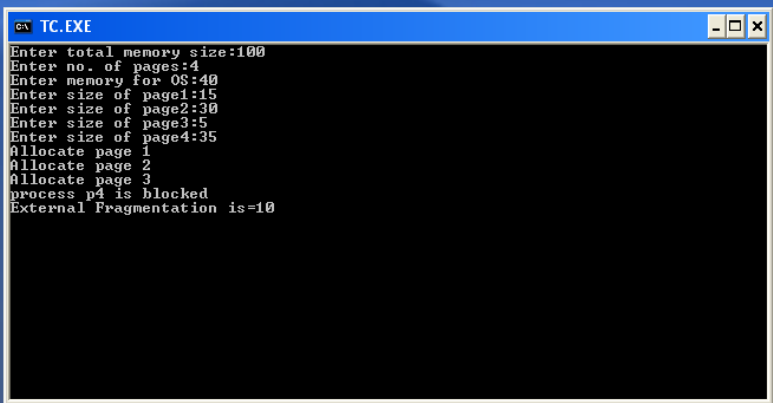 TC.EXE
Enter total memory size:100
Enter no. of pages:4
Enter memory for OS:40
Enter size of page1:15
Enter size of page2:30
Enter size of page3:5
Enter size of page4:35
Allocate page 1
Allocate page 2
Allocate page 3
process p4 is blocked
External Fragmentation is=10